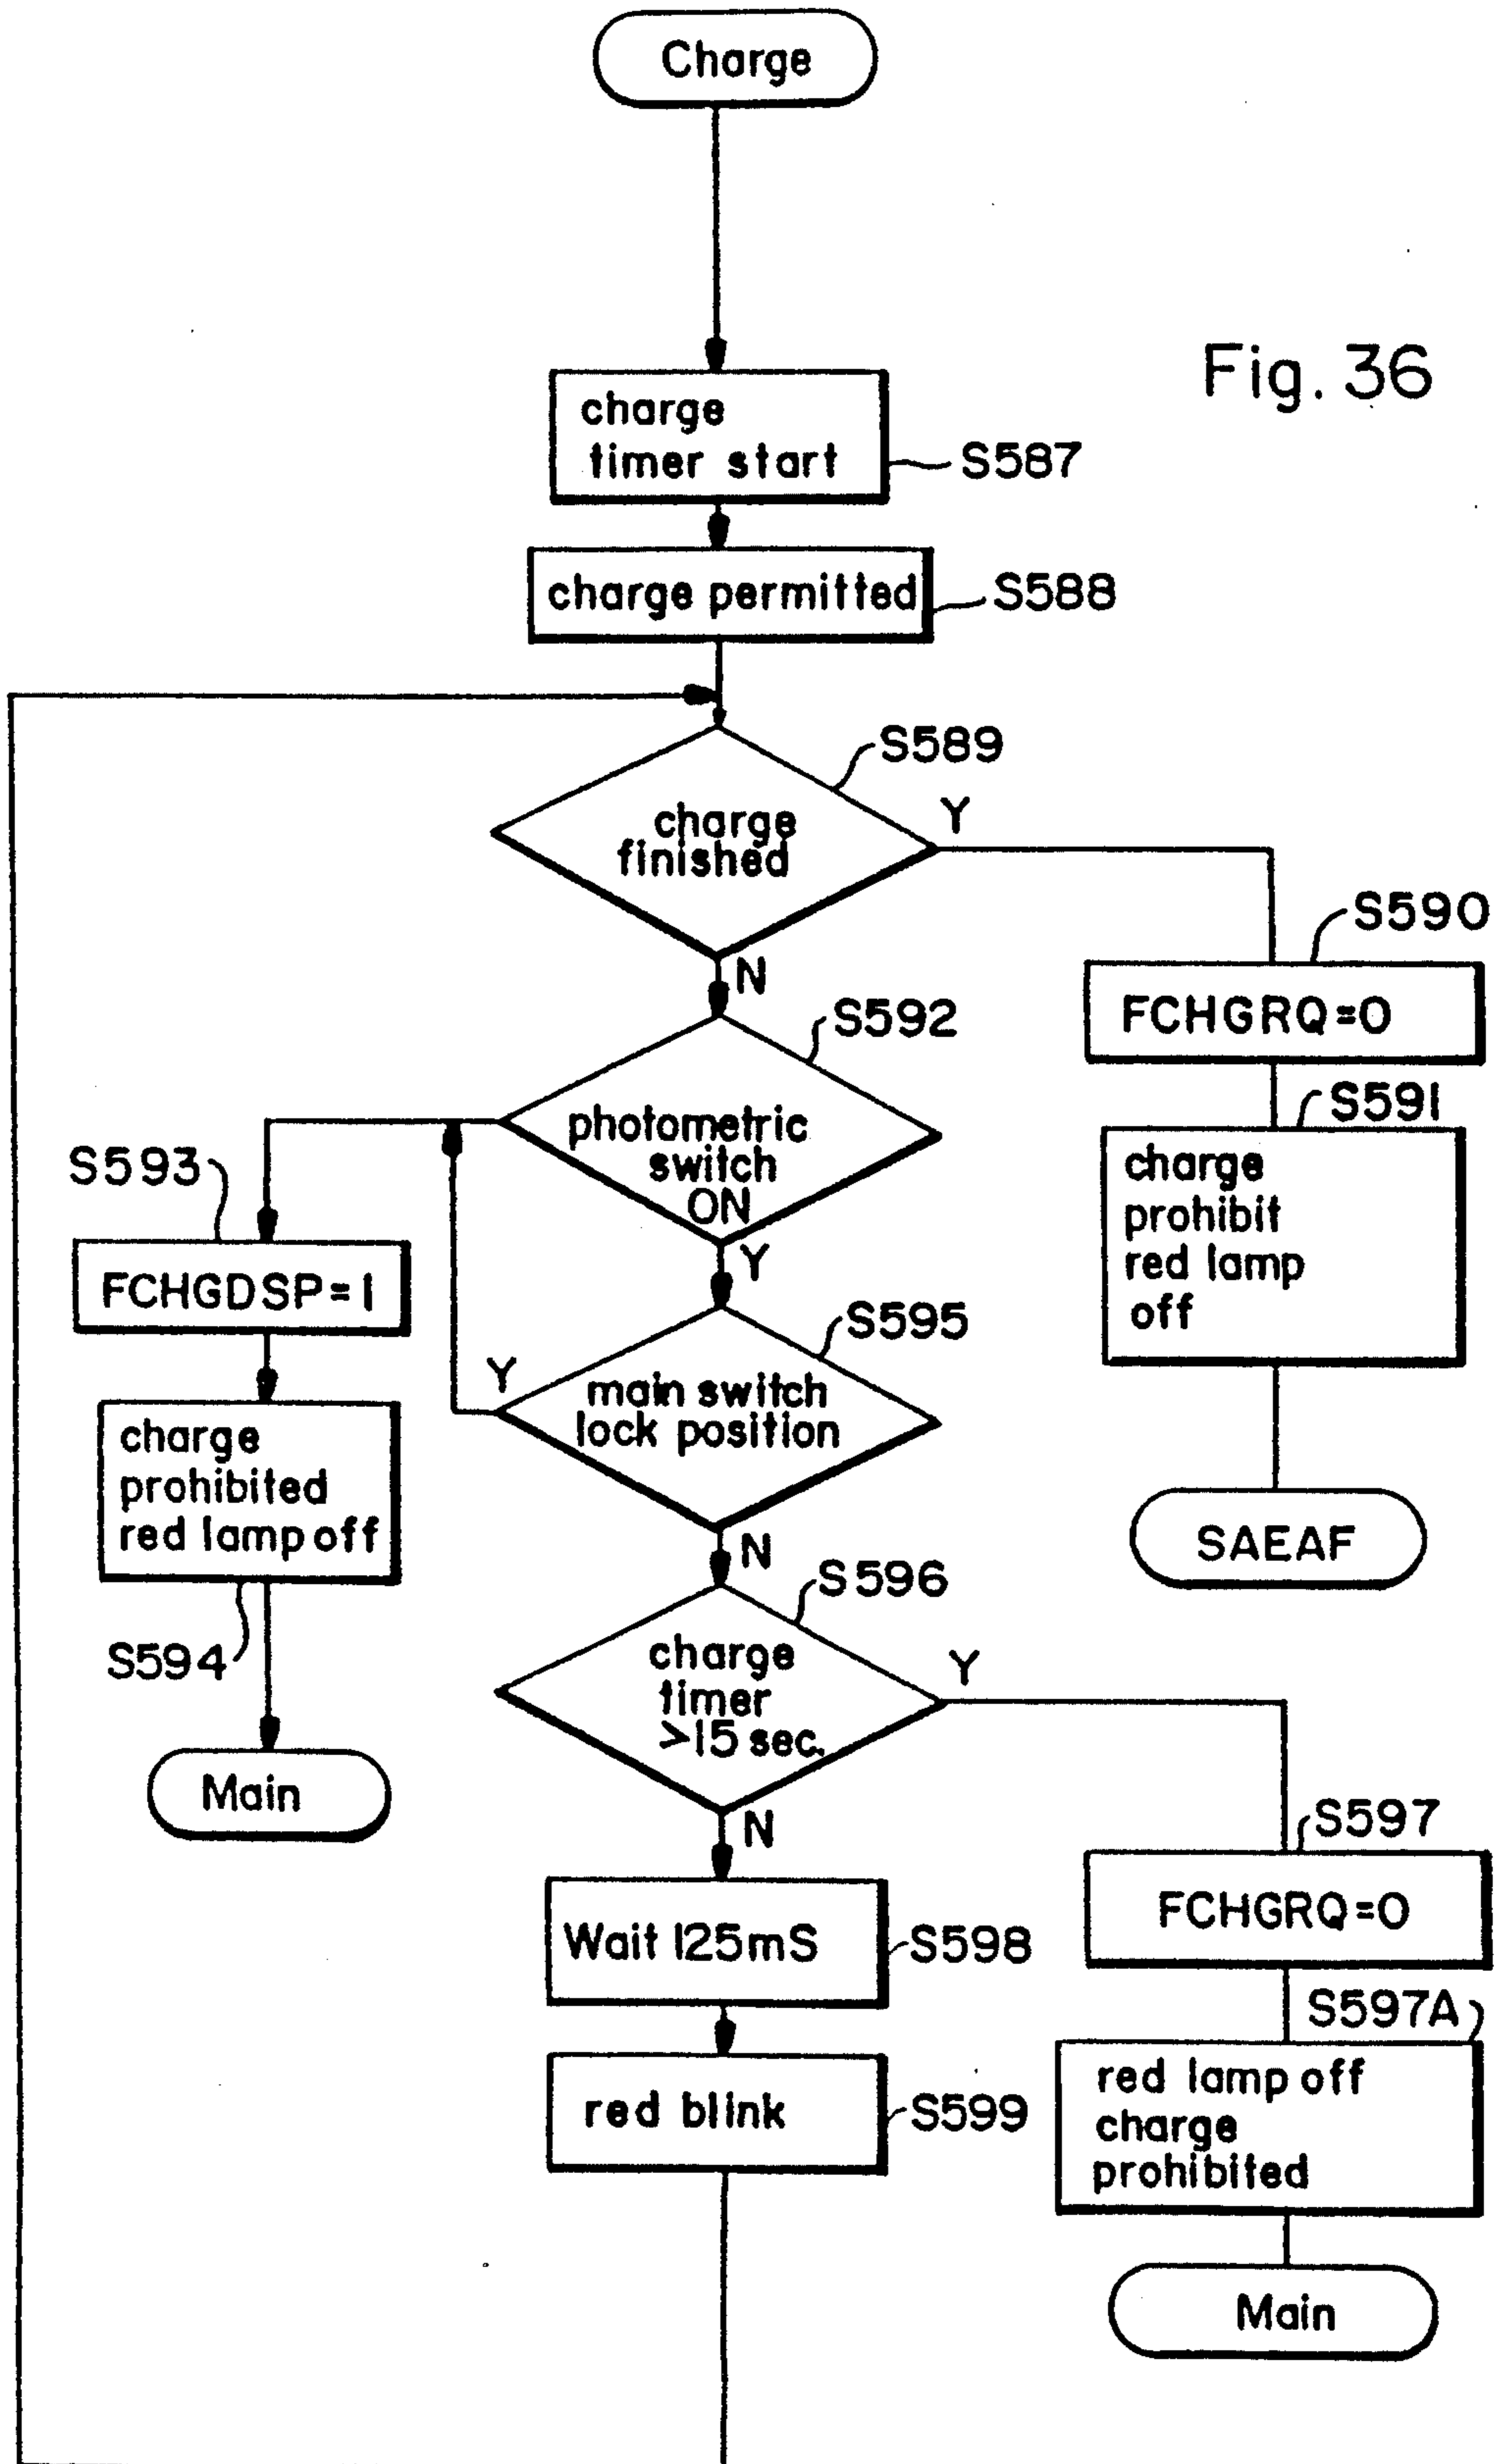 Charge
Fig. 36
charge
timer start
S587
charge permitted
S588
S589
charge
finished
Y
N
S590
FCHGRQ=0
S591
charge
prohibit
red lamp
off
SAEAF
S592
photometric
switch
ON
Y
S593
FCHGDSP=1
charge
prohibited
red lamp off
S594
Main
S595
main switch
lock position
Y
N
S596
charge
timer
>15 sec.
Y
N
S597
FCHGRQ=0
S597A
red lamp off
charge
prohibited
Main
Wait 125mS
S598
red blink
S599